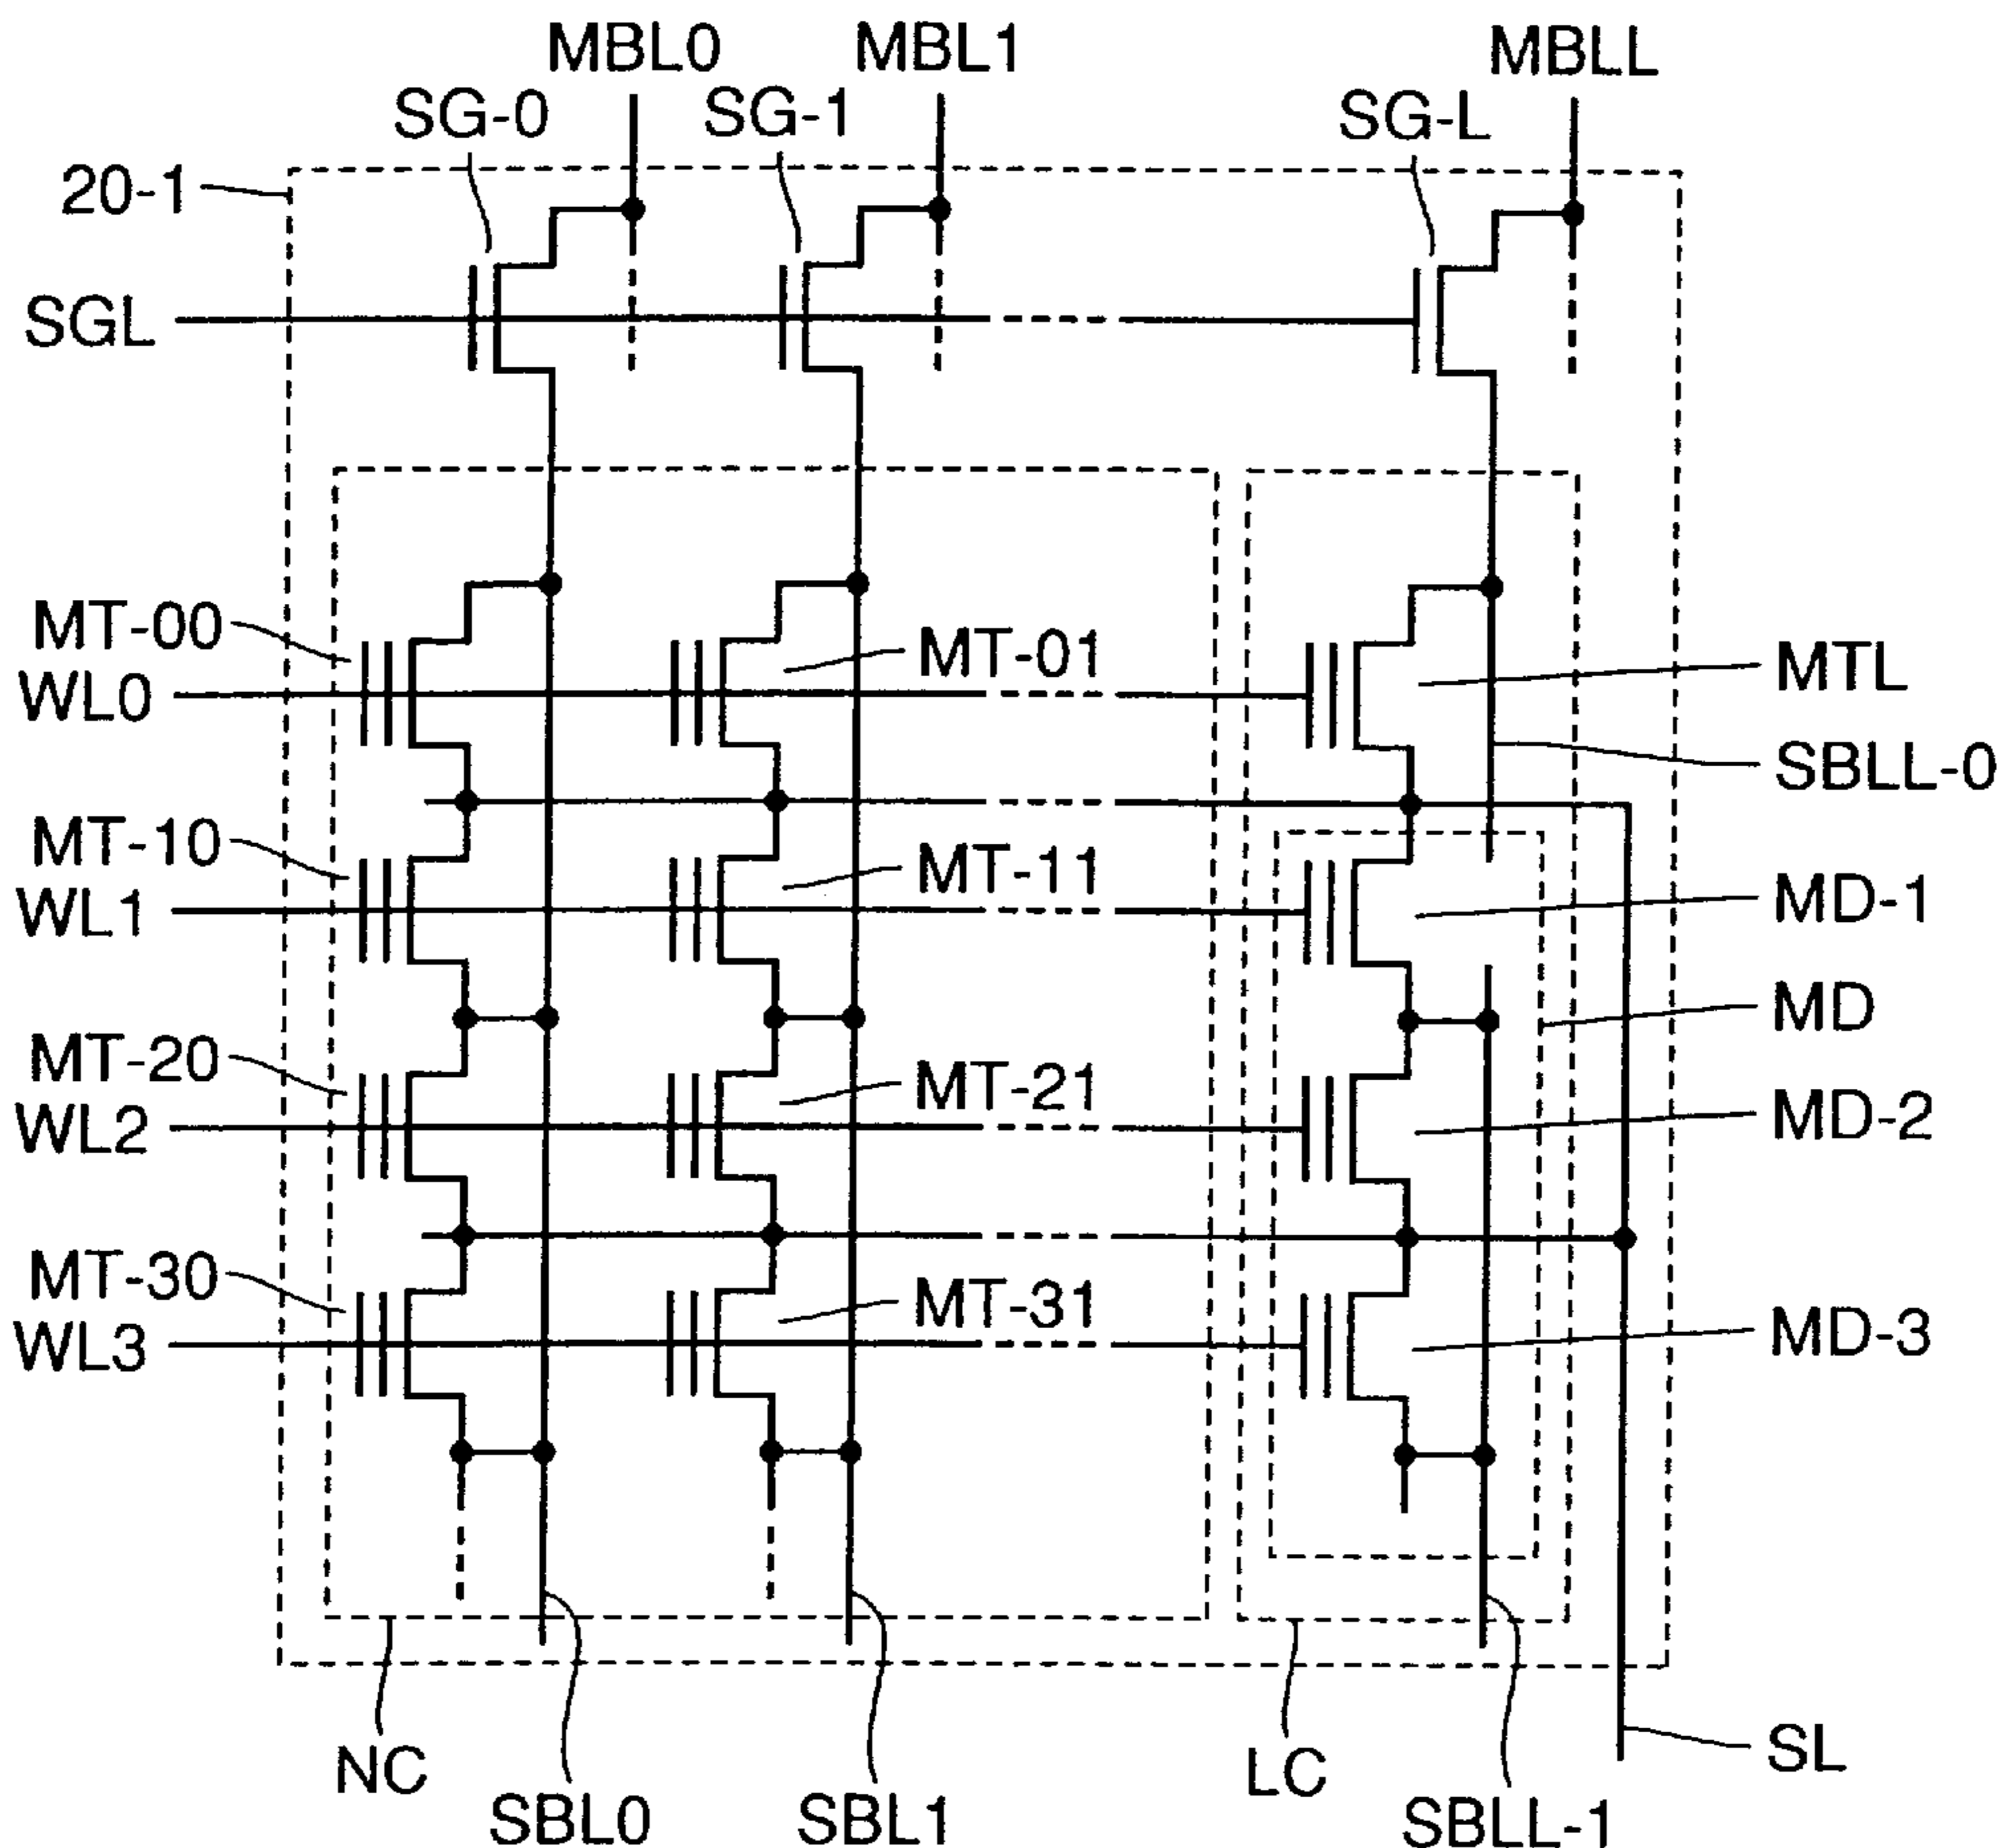 MBL0 MBL1 MBLL
SG-0 SG-1 SG-L
20-1
SGL
MT-00
MT-01
MTL
WL0
SBLL-0
MT-10
MT-11
MD-1
WL1
MD
MT-20
MT-21
MD-2
WL2
MT-30
MT-31
MD-3
WL3
NC LC SL
SBL0 SBL1 SBLL-1